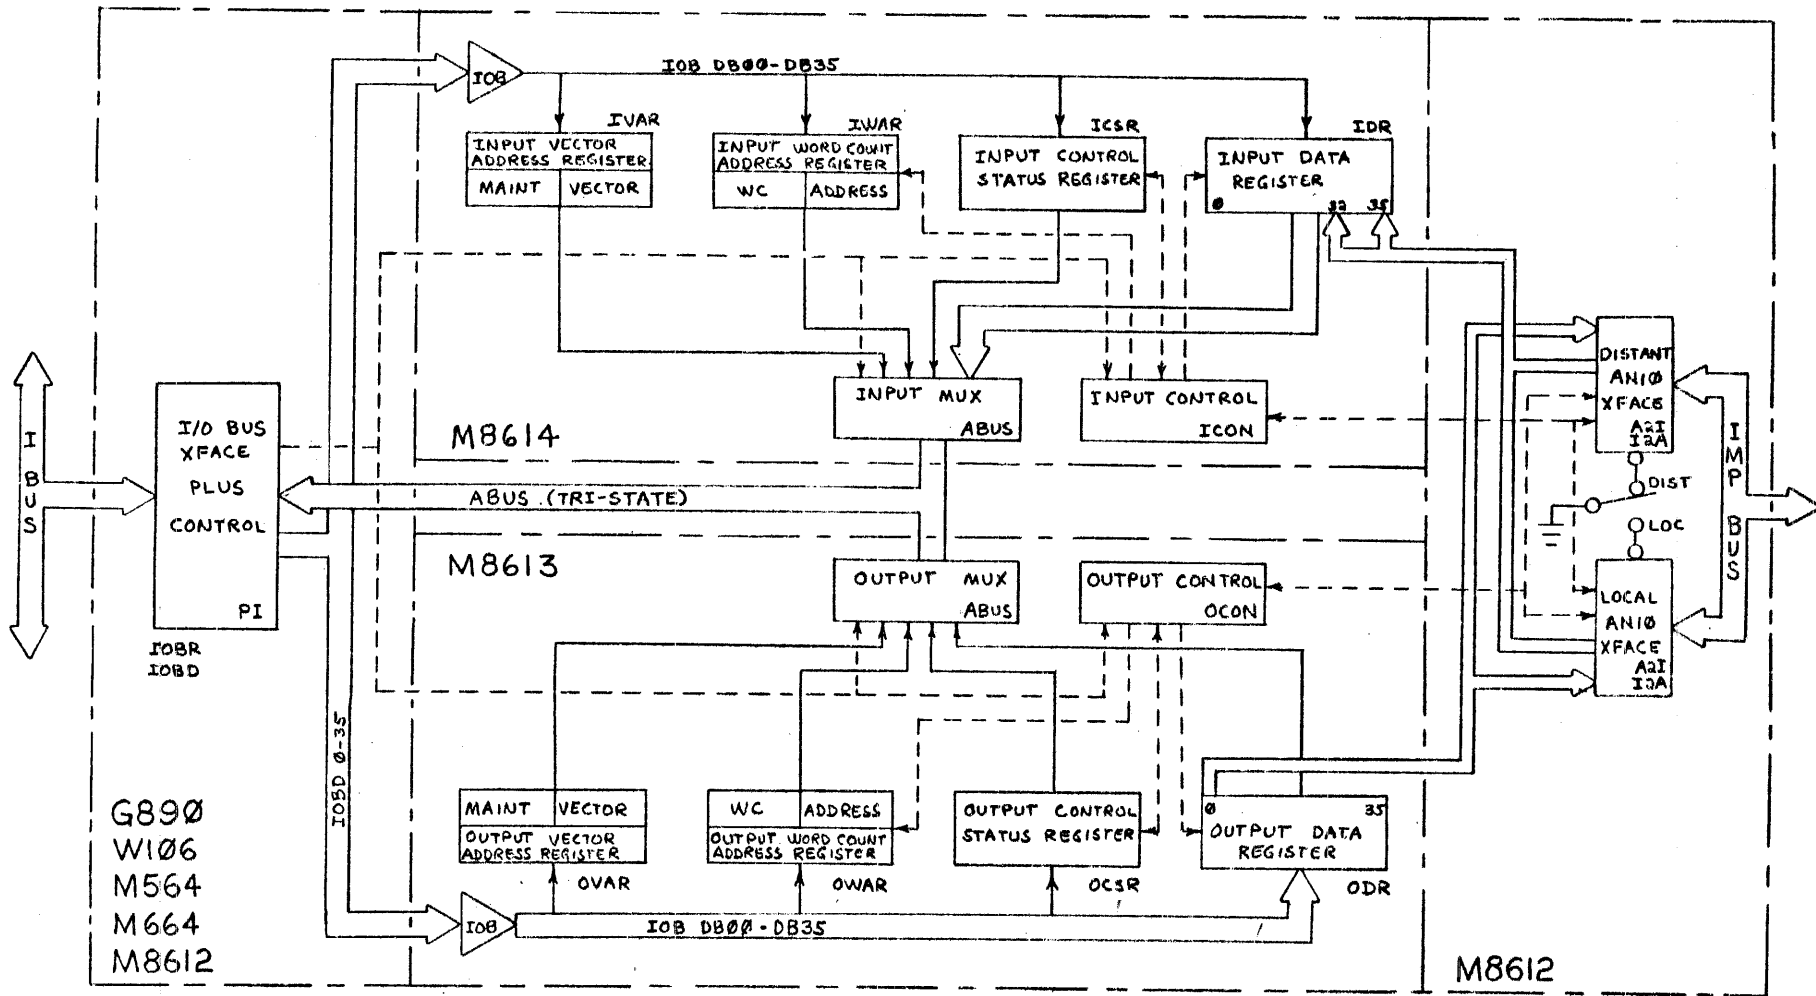 IOB
IOB DB00-DB35
IVAR
INPUT VECTOR
ADDRESS REGISTER
MAINT VECTOR
IWAR
INPUT WORD COUNT
ADDRESS REGISTER
WC ADDRESS
ICSR
INPUT CONTROL
STATUS REGISTER
IDR
INPUT DATA
REGISTER
0 32 35
I BUS
I/O BUS
XFACE
PLUS
CONTROL
PI
IOBR
IOBD
INPUT MUX
ABUS
INPUT CONTROL
ICON
M8614
ABUS (TRI-STATE)
M8613
OUTPUT MUX
ABUS
OUTPUT CONTROL
OCON
DISTANT
AN10
XFACE
A2I
I2A
DIST
LOC
LOCAL
AN10
XFACE
A2I
I2A
IMP BUS
IOBD 0-35
MAINT VECTOR
OUTPUT VECTOR
ADDRESS REGISTER
OVAR
WC ADDRESS
OUTPUT WORD COUNT
ADDRESS REGISTER
OWAR
OUTPUT CONTROL
STATUS REGISTER
OCSR
0 35
OUTPUT DATA
REGISTER
ODR
IOB
IOB DB00-DB35
G890
W106
M564
M664
M8612
M8612